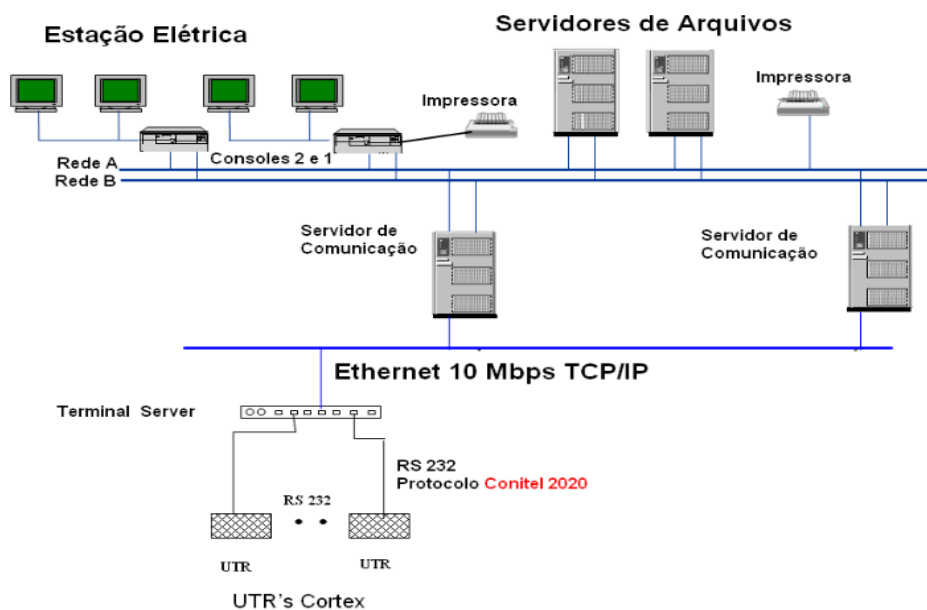 Estação Elétrica
Servidores de Arquivos
Impressora
Impressora
Consoles 2 e 1
Rede A
Rede B
Servidor de
Comunicação
Servidor de
Comunicação
Ethernet 10 Mbps TCP/IP
Terminal Server
RS 232
Protocolo Conitel 2020
RS 232
UTR
UTR
UTR's Cortex